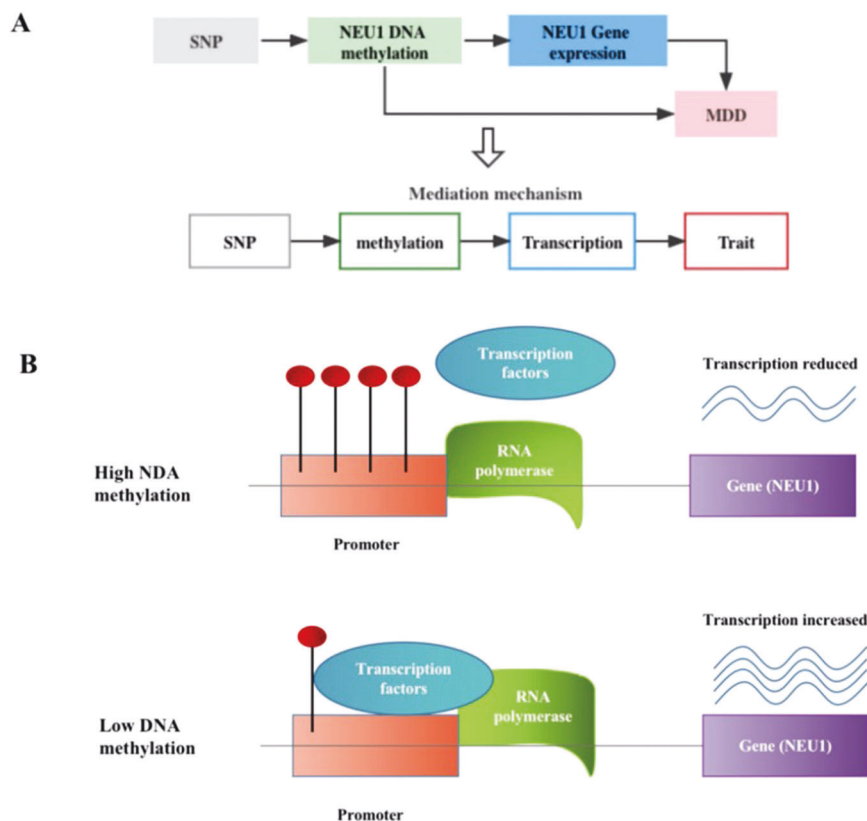 A
SNP
NEU1 DNA
methylation
NEU1 Gene
expression
MDD
Mediation mechanism
SNP
methylation
Transcription
Trait
B
Transcription
factors
Transcription reduced
High NDA
methylation
RNA
polymerase
Gene (NEU1)
Promoter
Transcription increased
Transcription
factors
RNA
polymerase
Low DNA
methylation
Gene (NEU1)
Promoter